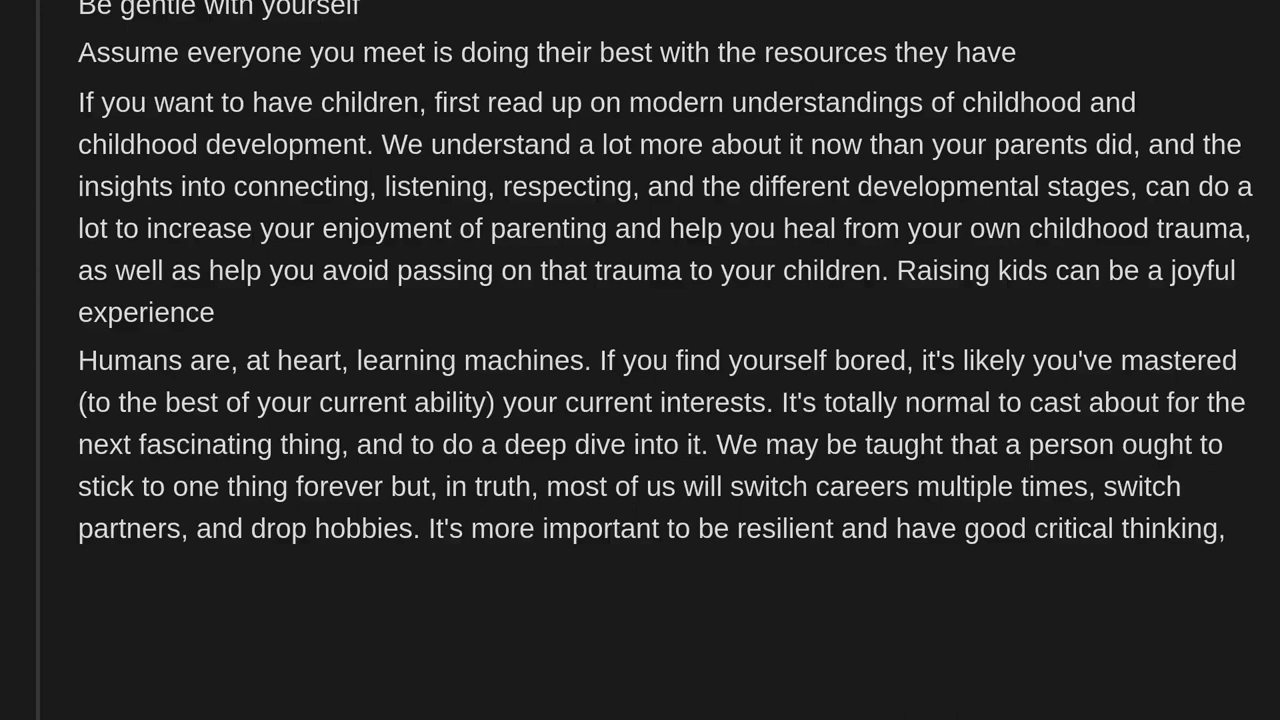 Be gentle with yourself
Assume everyone you meet is doing their best with the resources they have
If you want to have children, first read up on modern understandings of childhood and
childhood development. We understand a lot more about it now than your parents did, and the
insights into connecting, listening, respecting, and the different developmental stages, can do a
lot to increase your enjoyment of parenting and help you heal from your own childhood trauma,
as well as help you avoid passing on that trauma to your children. Raising kids can be a joyful
experience
Humans are, at heart, learning machines. If you find yourself bored, it's likely you've mastered
(to the best of your current ability) your current interests. It's totally normal to cast about for the
next fascinating thing, and to do a deep dive into it. We may be taught that a person ought to
stick to one thing forever but, in truth, most of us will switch careers multiple times, switch
partners, and drop hobbies. It's more important to be resilient and have good critical thinking,